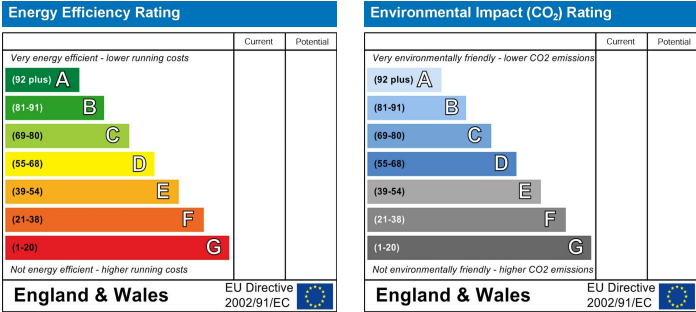 Energy Efficiency Rating
Current Potential
Very energy efficient - lower running costs
(92 plus) A
(81-91) B
(69-80) C
(55-68) D
(39-54) E
(21-38) F
(1-20) G
Not energy efficient - higher running costs
England & Wales
EU Directive
2002/91/EC
Environmental Impact (CO₂) Rating
Current Potential
Very environmentally friendly - lower CO2 emissions
(92 plus) A
(81-91) B
(69-80) C
(55-68) D
(39-54) E
(21-38) F
(1-20) G
Not environmentally friendly - higher CO2 emissions
England & Wales
EU Directive
2002/91/EC